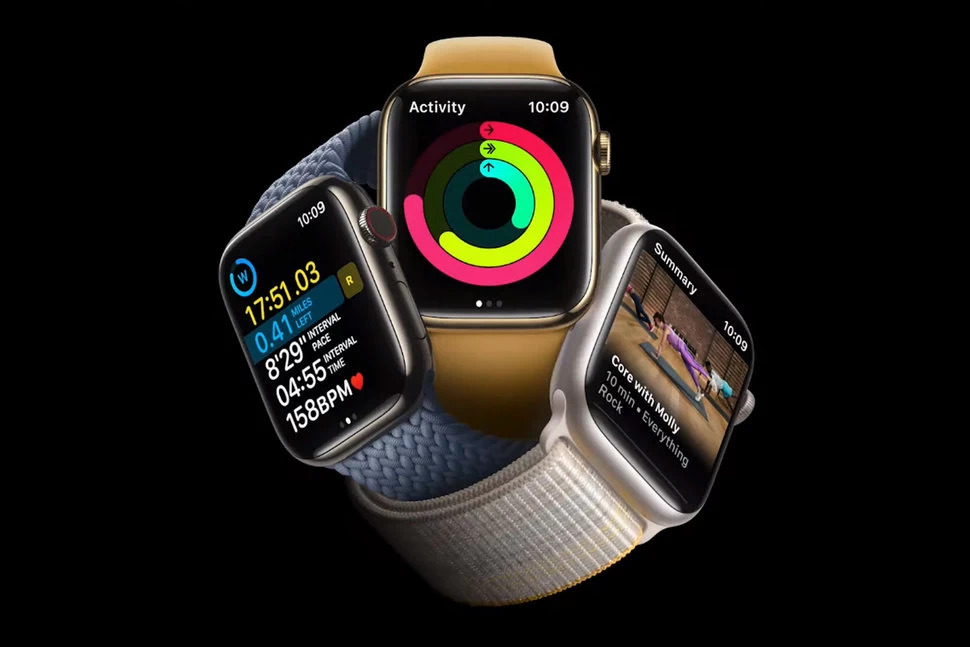 Activity 10:09
10:09
W
17:51.03
R
0.41 MILES LEFT
8'29" INTERVAL PACE
04:55 INTERVAL TIME
158BPM
Summary
10:09
Core with Molly
10 min • Everything
Rock